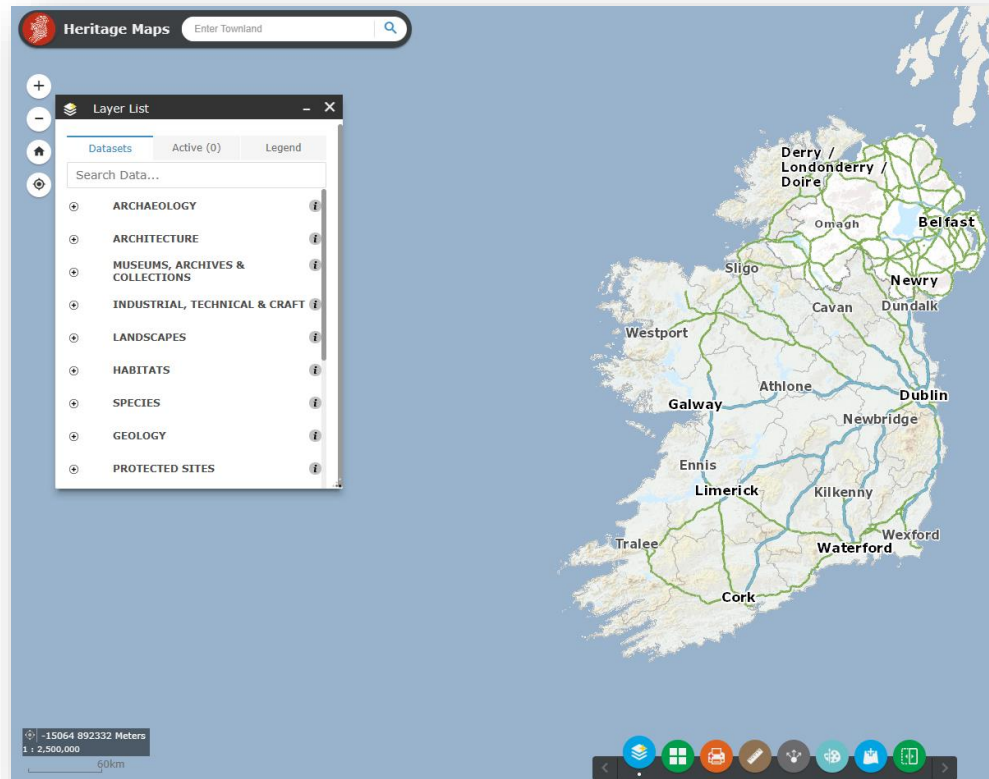 Heritage Maps
Enter Townland
Layer List
Datasets
Active (0)
Legend
Search Data...
ARCHAEOLOGY
ARCHITECTURE
MUSEUMS, ARCHIVES &
COLLECTIONS
INDUSTRIAL, TECHNICAL & CRAFT
LANDSCAPES
HABITATS
SPECIES
GEOLOGY
PROTECTED SITES
Derry /
Londonderry /
Doire
Omagh
Belfast
Sligo
Newry
Cavan
Dundalk
Westport
Athlone
Dublin
Galway
Newbridge
Ennis
Limerick
Kilkenny
Tralee
Wexford
Waterford
Cork
-15064 892332 Meters
1 : 2,500,000
60km